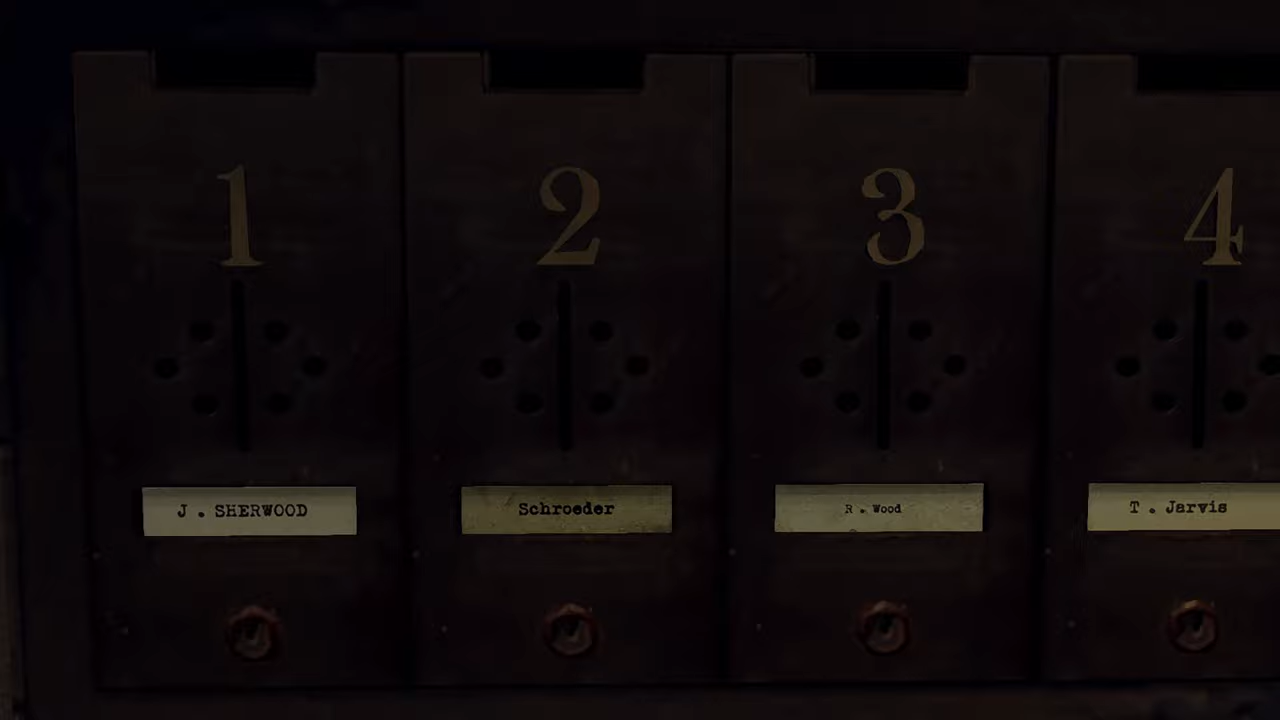 1 2 3 4
J . SHERWOOD
Schroeder
R . Wood
T . Jarvis